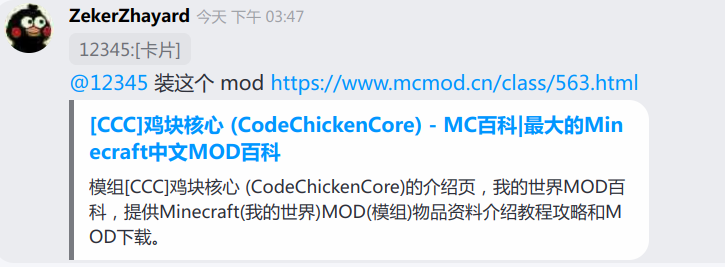 ZekerZhayard 今天 下午 03:47
12345:[卡片]
@12345 装这个 mod https://www.mcmod.cn/class/563.html
[CCC]鸡块核心 (CodeChickenCore) - MC百科|最大的Min
ecraft中文MOD百科
模组[CCC]鸡块核心 (CodeChickenCore)的介绍页，我的世界MOD百
科，提供Minecraft(我的世界)MOD(模组)物品资料介绍教程攻略和M
OD下载。